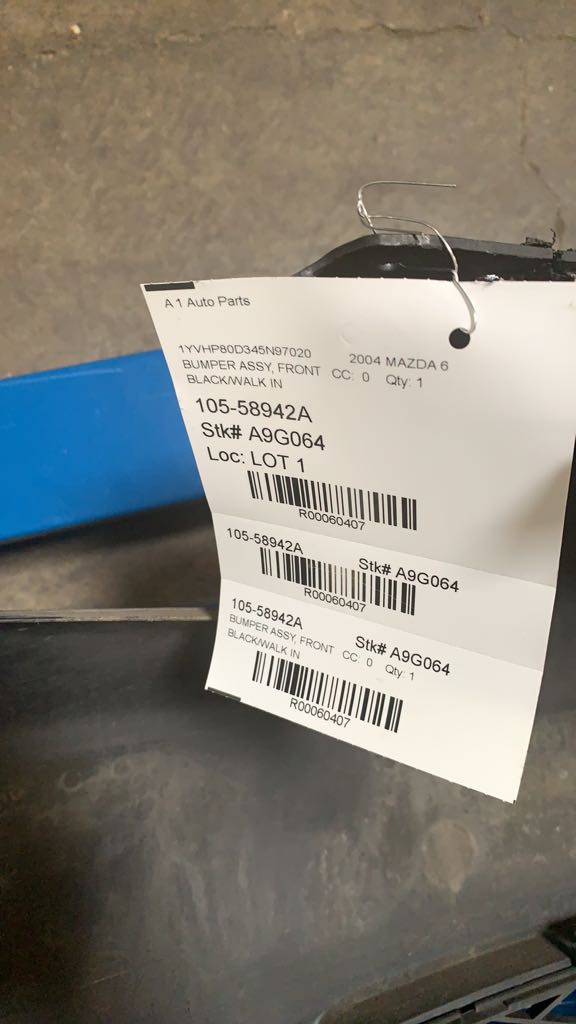 A 1 Auto Parts
1YVHP80D345N97020 2004 MAZDA 6
BUMPER ASSY, FRONT CC: 0 Qty: 1
BLACK/WALK IN
105-58942A
Stk# A9G064
Loc: LOT 1
R00060407
105-58942A Stk# A9G064
R00060407
105-58942A Stk# A9G064
BUMPER ASSY, FRONT CC: 0 Qty: 1
BLACK/WALK IN
R00060407